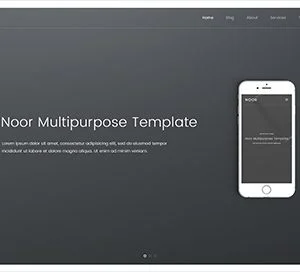 Home Blog About Services
Noor Multipurpose Template
Lorem ipsum dolor sit amet, consectetur adipiscing elit, sed do eiusmod tempor
incididunt ut labore et dolore magna aliqua. Ut enim ad minim veniam.
NOOR
Noor Multipurpose Template